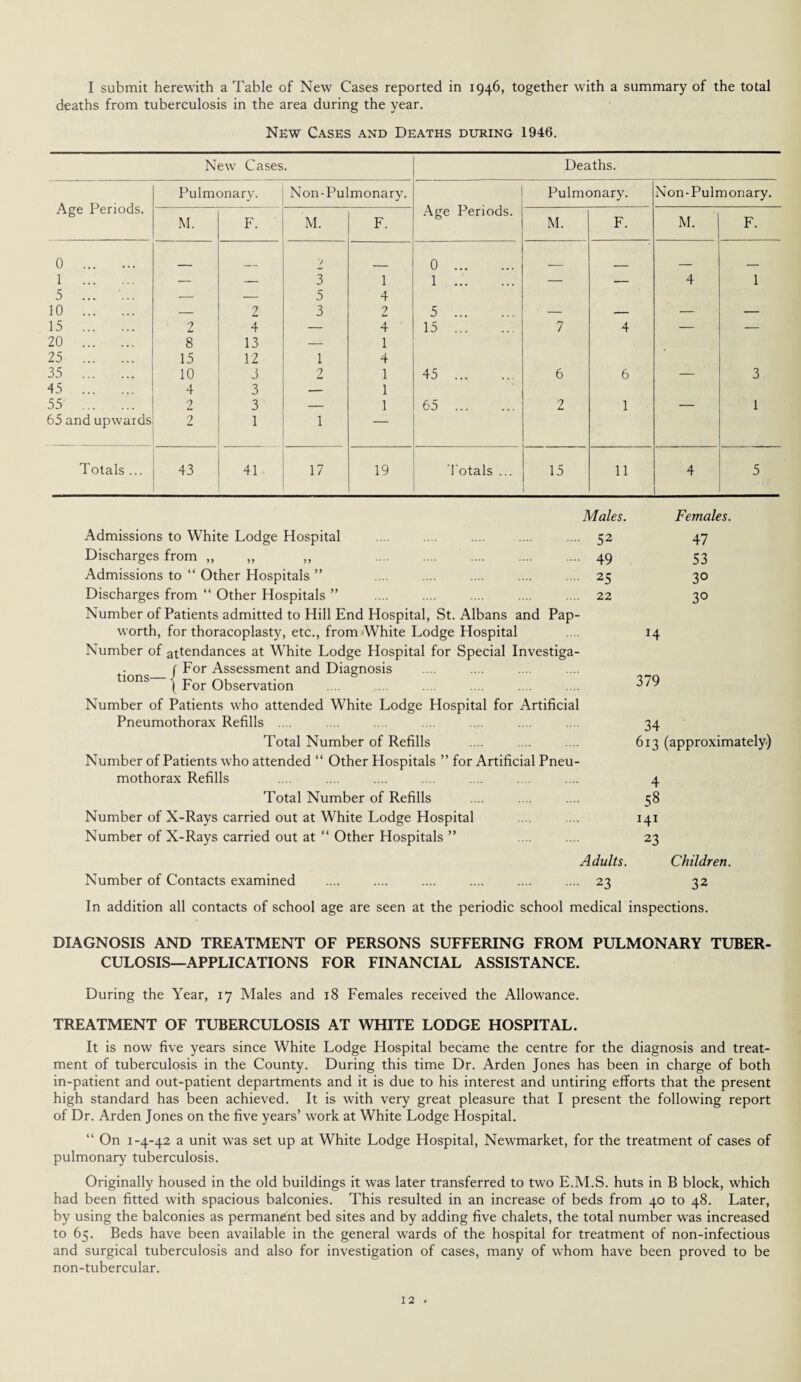 I submit herewith a Table of New Cases reported in 1946, together with a summary of the total
deaths from tuberculosis in the area during the year.
New Cases and Deaths during 1946.
New Cases. Deaths.
Age Periods. Pulmonary. Non-Pulmonary. Age Periods. Pulmonary. Non-Pulmonary.
M. F. M. F. M. F. M. F.
0 ... ... — — 2 — 0 ... ... — — — —
1 ... ... — — 3 1 1 ... ... — — 4 1
5 ... ... — — 5 4
10 ... ... — 2 3 2 5 ... ... — — — —
15 ... ... 2 4 — 4 15 ... ... 7 4 — —
20 ... ... 8 13 — 1
25 ... ... 15 12 1 4
35 ... ... 10 3 2 1 45 ... ... 6 6 — 3
45 ... ... 4 3 — 1
55 ... ... 2 3 — 1 65 ... ... 2 1 — 1
65 and upwards 2 1 1 —
Totals ... 43 41 17 19 Totals ... 15 11 4 5
Males. Females.
Admissions to White Lodge Hospital .... .... .... .... .... 52 47
Discharges from ,, ,, ,, .... .... .... .... .... 49 53
Admissions to “ Other Hospitals ” .... .... .... .... .... 25 30
Discharges from “ Other Hospitals ” .... .... .... .... .... 22 30
Number of Patients admitted to Hill End Hospital, St. Albans and Pap-
worth, for thoracoplasty, etc., from White Lodge Hospital .... 14
Number of attendances at White Lodge Hospital for Special Investiga-
tions— { For Assessment and Diagnosis .... .... .... ....
{ For Observation .... .... .... .... .... .... 379
Number of Patients who attended White Lodge Hospital for Artificial
Pneumothorax Refills .... .... .... .... .... .... .... 34
Total Number of Refills .... .... .... 613 (approximately)
Number of Patients who attended “ Other Hospitals ” for Artificial Pneu-
mothorax Refills .... .... .... .... .... .... .... 4
Total Number of Refills .... .... .... 58
Number of X-Rays carried out at White Lodge Hospital .... .... 141
Number of X-Rays carried out at “ Other Hospitals ” .... .... 23
Adults. Children.
Number of Contacts examined .... .... .... .... .... .... 23 32
In addition all contacts of school age are seen at the periodic school medical inspections.
DIAGNOSIS AND TREATMENT OF PERSONS SUFFERING FROM PULMONARY TUBER-
CULOSIS—APPLICATIONS FOR FINANCIAL ASSISTANCE.
During the Year, 17 Males and 18 Females received the Allowance.
TREATMENT OF TUBERCULOSIS AT WHITE LODGE HOSPITAL.
It is now five years since White Lodge Hospital became the centre for the diagnosis and treat-
ment of tuberculosis in the County. During this time Dr. Arden Jones has been in charge of both
in-patient and out-patient departments and it is due to his interest and untiring efforts that the present
high standard has been achieved. It is with very great pleasure that I present the following report
of Dr. Arden Jones on the five years’ work at White Lodge Hospital.
“ On 1-4-42 a unit was set up at White Lodge Hospital, Newmarket, for the treatment of cases of
pulmonary tuberculosis.
Originally housed in the old buildings it was later transferred to two E.M.S. huts in B block, which
had been fitted with spacious balconies. This resulted in an increase of beds from 40 to 48. Later,
by using the balconies as permanent bed sites and by adding five chalets, the total number was increased
to 65. Beds have been available in the general wards of the hospital for treatment of non-infectious
and surgical tuberculosis and also for investigation of cases, many of whom have been proved to be
non-tubercular.
12